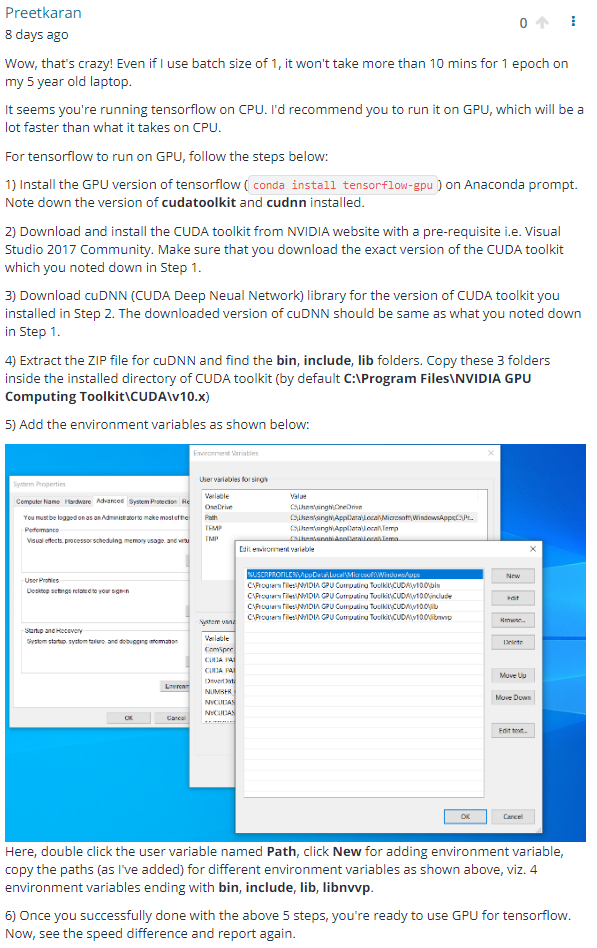 Preetkaran
0
8 days ago
Wow, that's crazy! Even if I use batch size of 1, it won't take more than 10 mins for 1 epoch on
my 5 year old laptop.
It seems you're running tensorflow on CPU. I'd recommend you to run it on GPU, which will be a
lot faster than what it takes on CPU.
For tensorflow to run on GPU, follow the steps below:
1) Install the GPU version of tensorflow ( conda install tensorflow-gpu ) on Anaconda prompt.
Note down the version of cudatoolkit and cudnn installed.
2) Download and install the CUDA toolkit from NVIDIA website with a pre-requisite i.e. Visual
Studio 2017 Community. Make sure that you download the exact version of the CUDA toolkit
which you noted down in Step 1.
3) Download cuDNN (CUDA Deep Neual Network) library for the version of CUDA toolkit you
installed in Step 2. The downloaded version of cuDNN should be same as what you noted down
in Step 1.
4) Extract the ZIP file for cuDNN and find the bin, include, lib folders. Copy these 3 folders
inside the installed directory of CUDA toolkit (by default C:\Program Files\NVIDIA GPU
Computing Toolkit\CUDA\v10.x)
5) Add the environment variables as shown below:
System Properties
Computer Name Hardware Advanced System Protection Re
You must be logged on as an Administrator to make most of the
Performance
Visual effects, processor scheduling, memory usage, and virtu
User Profiles
Desktop settings related to your sign-in
Startup and Recovery
System startup, system failure, and debugging information
Environ
OK Cancel
Environment Variables
User variables for singh
Variable Value
OneDrive C:\Users\singh\OneDrive
Path C:\Users\singh\AppData\Local\Microsoft\WindowsApps;C:\Pr...
TEMP C:\Users\singh\AppData\Local\Temp
TMP C:\Users\singh\AppData\Local\Temp
System varia
Variable
ComSpec
CUDA_PA
CUDA_PA
DriverData
NUMBER_
NVCUDAS
NVCUDAS
Edit environment variable
%USERPROFILE%\AppData\Local\Microsoft\WindowsApps
C:\Program Files\NVIDIA GPU Computing Toolkit\CUDA\v10.0\bin
C:\Program Files\NVIDIA GPU Computing Toolkit\CUDA\v10.0\include
C:\Program Files\NVIDIA GPU Computing Toolkit\CUDA\v10.0\lib
C:\Program Files\NVIDIA GPU Computing Toolkit\CUDA\v10.0\libnvvp
New
Edit
Browse...
Delete
Move Up
Move Down
Edit text...
OK Cancel
Here, double click the user variable named Path, click New for adding environment variable,
copy the paths (as I've added) for different environment variables as shown above, viz. 4
environment variables ending with bin, include, lib, libnvvp.
6) Once you successfully done with the above 5 steps, you're ready to use GPU for tensorflow.
Now, see the speed difference and report again.